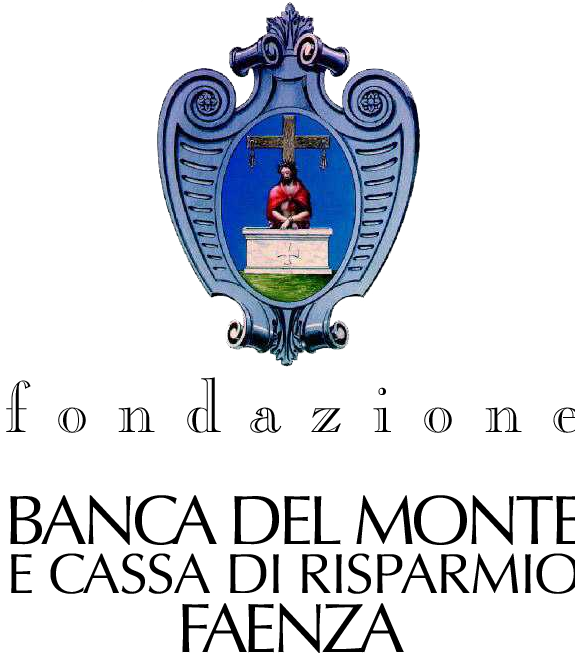 fondazione
BANCA DEL MONTE
E CASSA DI RISPARMIO
FAENZA